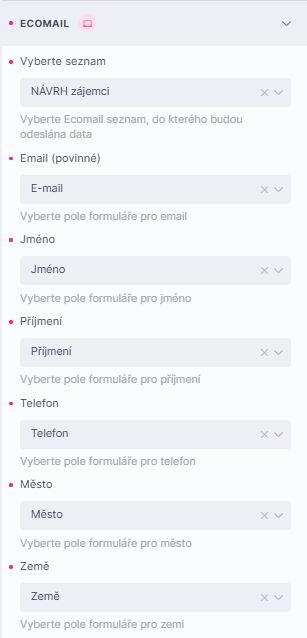 ECOMAIL
Vyberte seznam
NÁVRH zájemci
Vyberte Ecomail seznam, do kterého budou
odeslána data
Email (povinné)
E-mail
Vyberte pole formuláře pro email
Jméno
Jméno
Vyberte pole formuláře pro jméno
Příjmení
Příjmení
Vyberte pole formuláře pro příjmení
Telefon
Telefon
Vyberte pole formuláře pro telefon
Město
Město
Vyberte pole formuláře pro město
Země
Země
Vyberte pole formuláře pro zemi